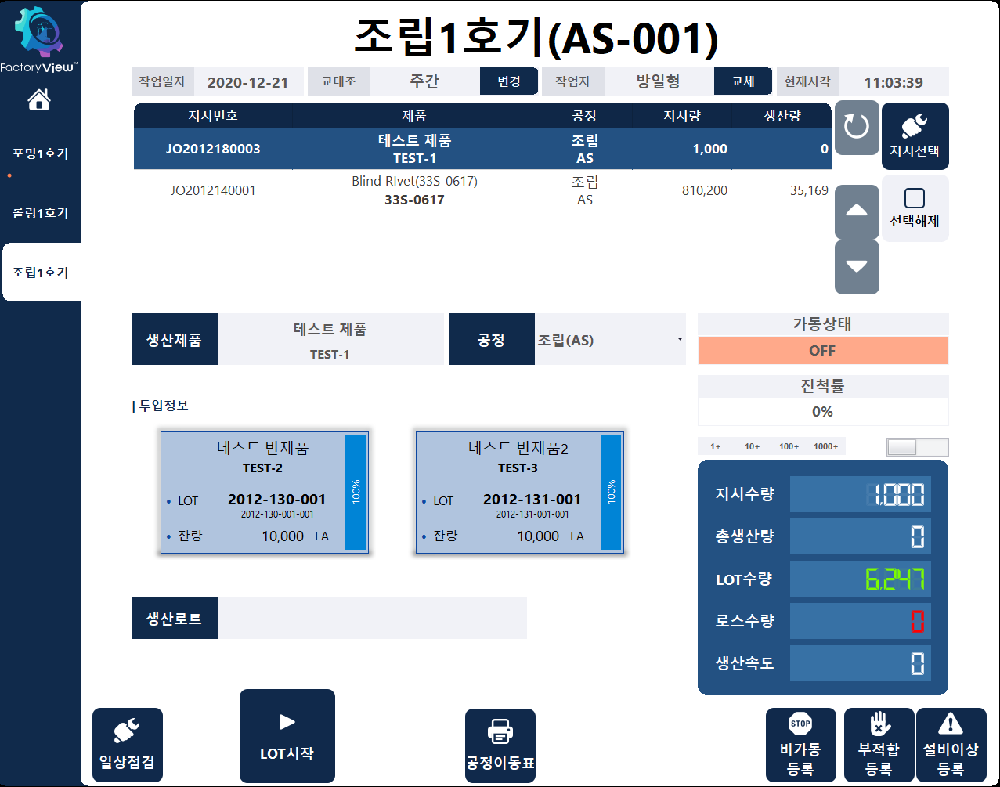 FactoryView™
포밍1호기
롤링1호기
조립1호기
조립1호기(AS-001)
작업일자 2020-12-21 교대조 주간 변경 작업자 방일형 교체 현재시각 11:03:39
지시번호 제품 공정 지시량 생산량
JO2012180003 테스트 제품 조립 1,000 0
TEST-1 AS
JO2012140001 Blind RIvet(33S-0617) 조립 810,200 35,169
33S-0617 AS
지시선택
선택해제
생산제품 테스트 제품
TEST-1
공정 조립(AS)
가동상태
OFF
진척률
0%
| 투입정보
테스트 반제품
TEST-2
• LOT 2012-130-001
2012-130-001-001
• 잔량 10,000 EA
100%
테스트 반제품2
TEST-3
• LOT 2012-131-001
2012-131-001-001
• 잔량 10,000 EA
100%
1+ 10+ 100+ 1000+
지시수량 1,000
총생산량 0
LOT수량 6,247
로스수량 0
생산속도 0
생산로트
일상점검
LOT시작
공정이동표
STOP
비가동
등록
부적합
등록
설비이상
등록